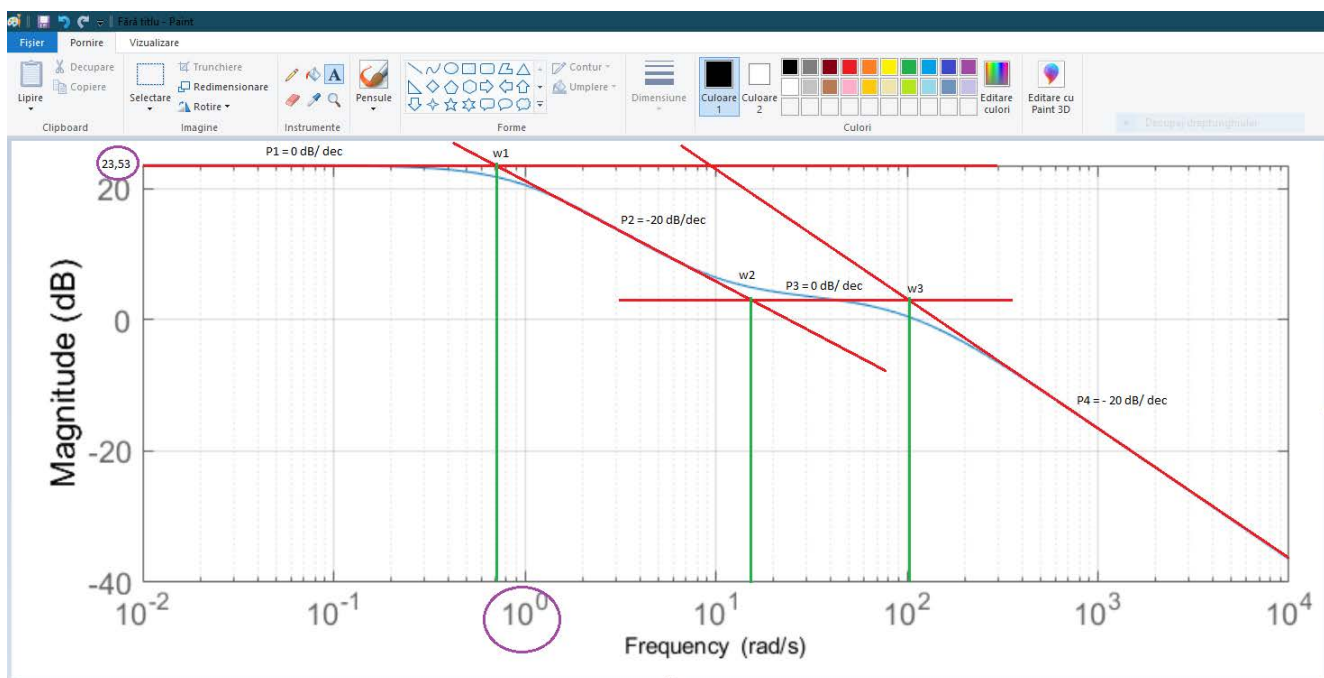 Fără titlu - Paint
Fișier Pornire Vizualizare
Lipire
Decupare
Copiere
Clipboard
Selectare
Trunchiere
Redimensionare
Rotire
Imagine
A
Instrumente
Pensule
Contur
Umplere
Forme
Dimensiune
Culoare 1
Culoare 2
Culori
Editare culori
Editare cu Paint 3D
Decupaj dreptunghiular
23,53
P1 = 0 dB/ dec
w1
P2 = -20 dB/dec
w2
P3 = 0 dB/ dec
w3
P4 = - 20 dB/ dec
Magnitude (dB)
20
0
-20
-40
10^-2 10^-1 10^0 10^1 10^2 10^3 10^4
Frequency (rad/s)